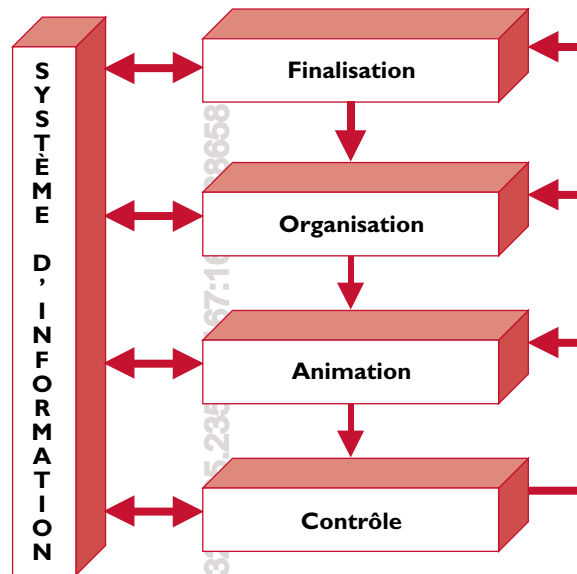 SYSTÈME D'INFORMATION
Finalisation
Organisation
Animation
Contrôle